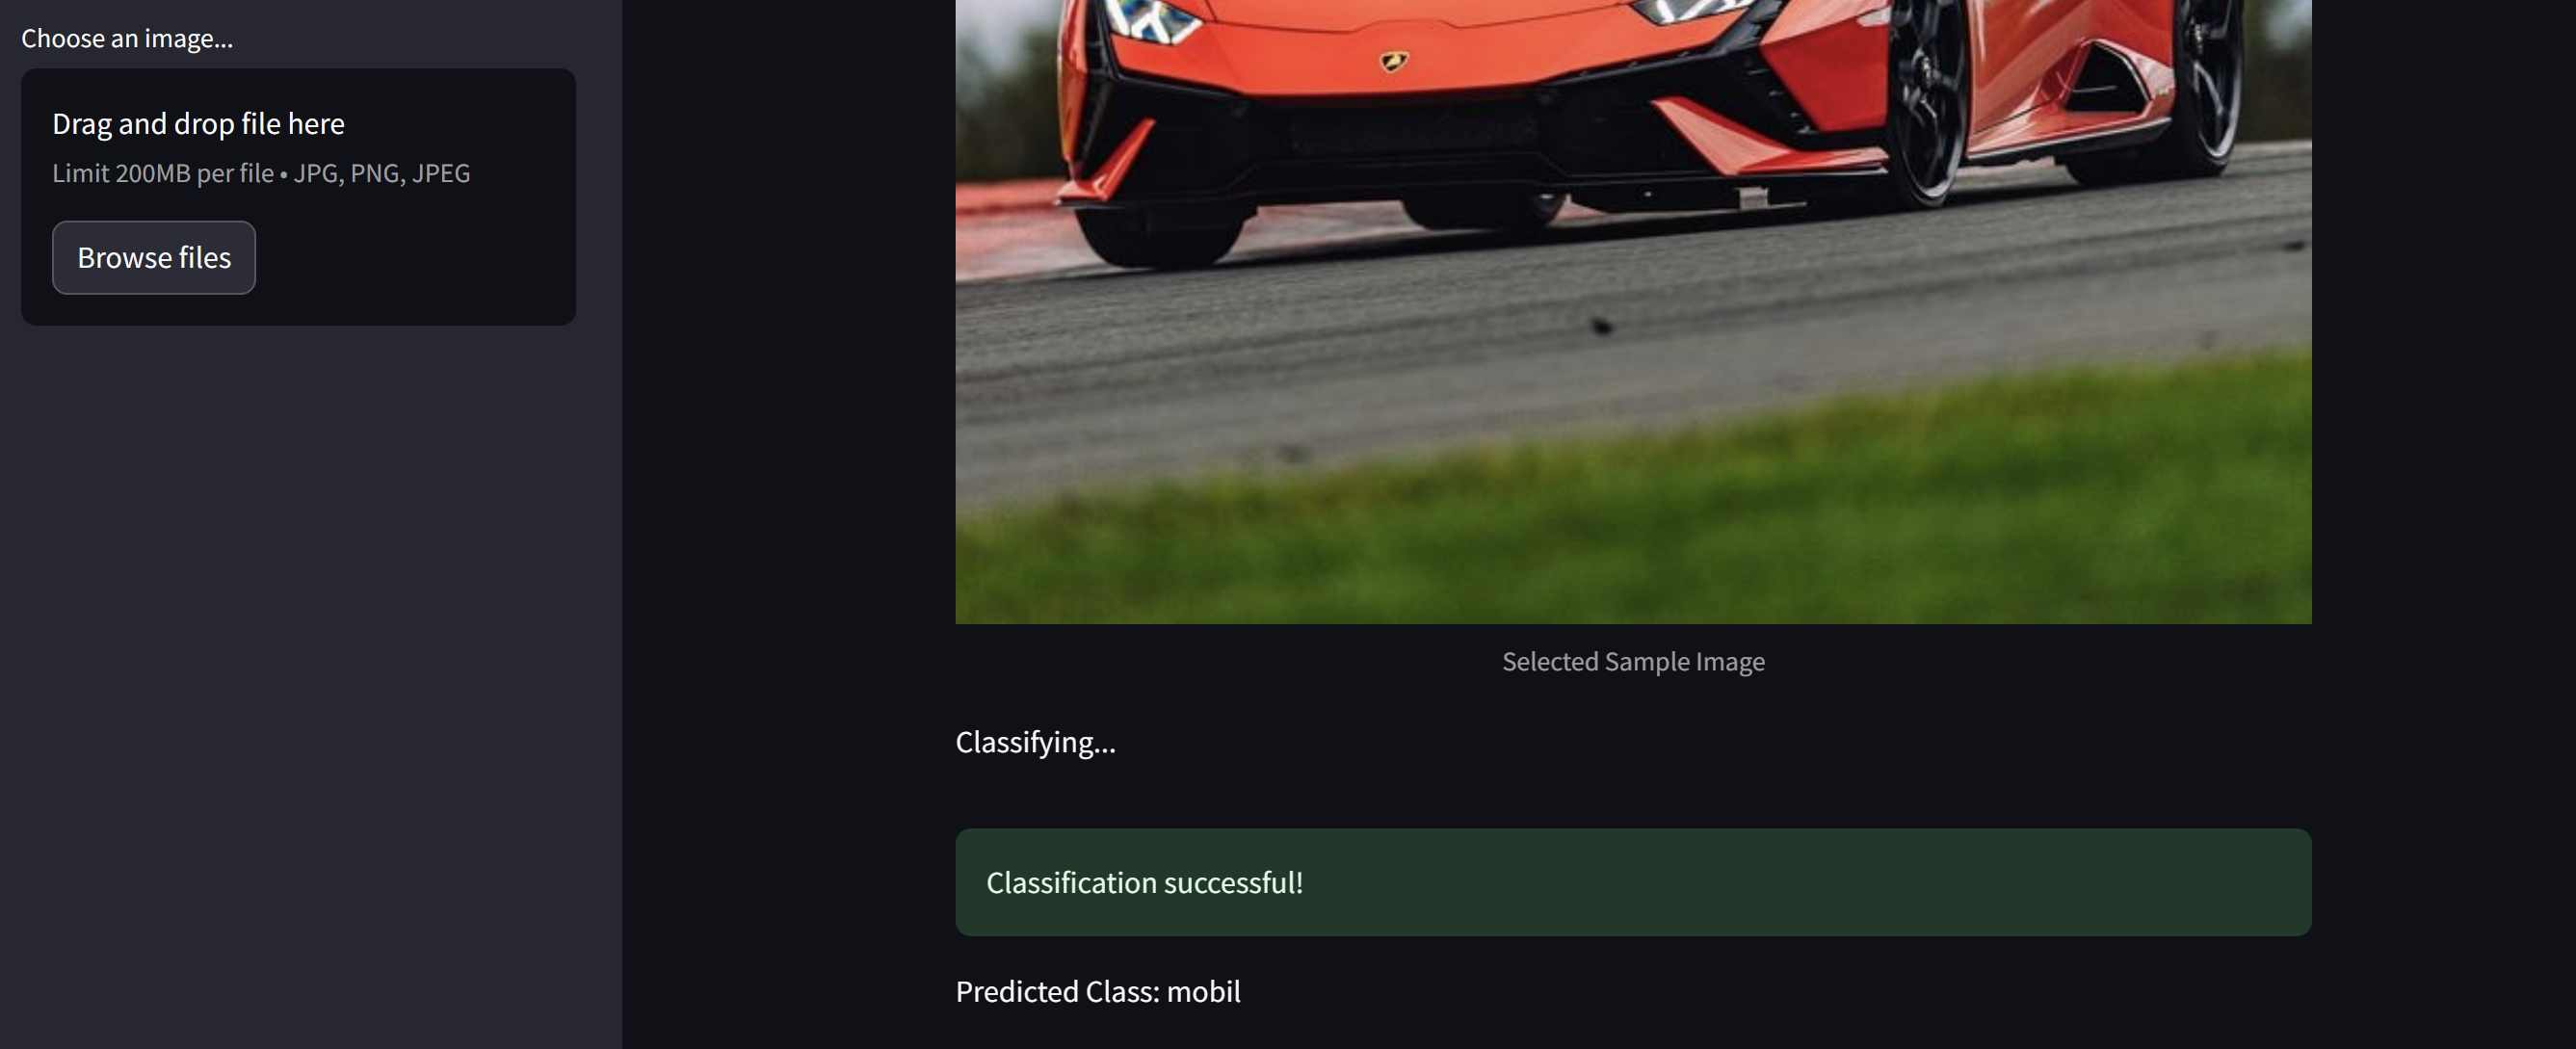 Choose an image...
Drag and drop file here
Limit 200MB per file • JPG, PNG, JPEG
Browse files
Selected Sample Image
Classifying...
Classification successful!
Predicted Class: mobil